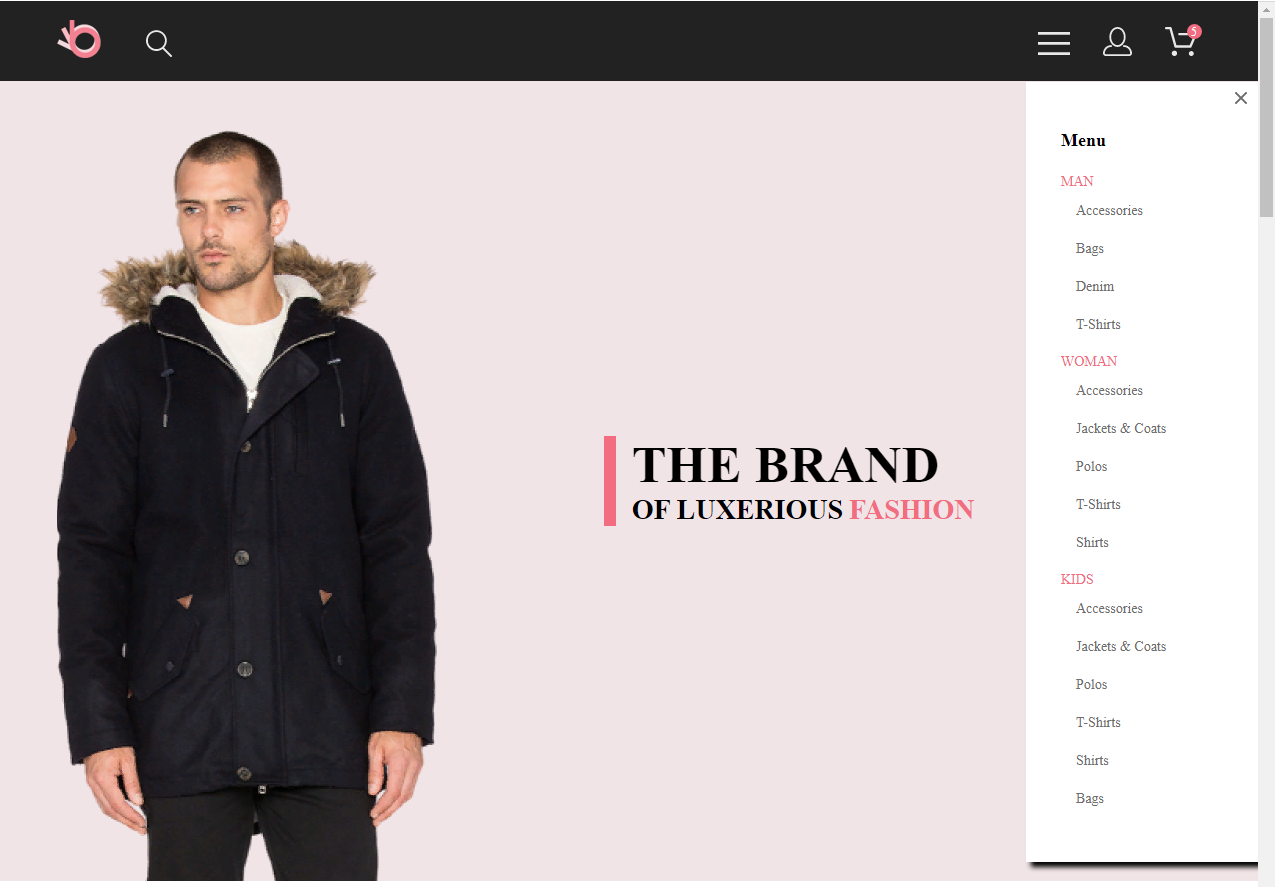 5
Menu
MAN
Accessories
Bags
Denim
T-Shirts
WOMAN
Accessories
Jackets & Coats
Polos
T-Shirts
Shirts
KIDS
Accessories
Jackets & Coats
Polos
T-Shirts
Shirts
Bags
THE BRAND
OF LUXERIOUS FASHION